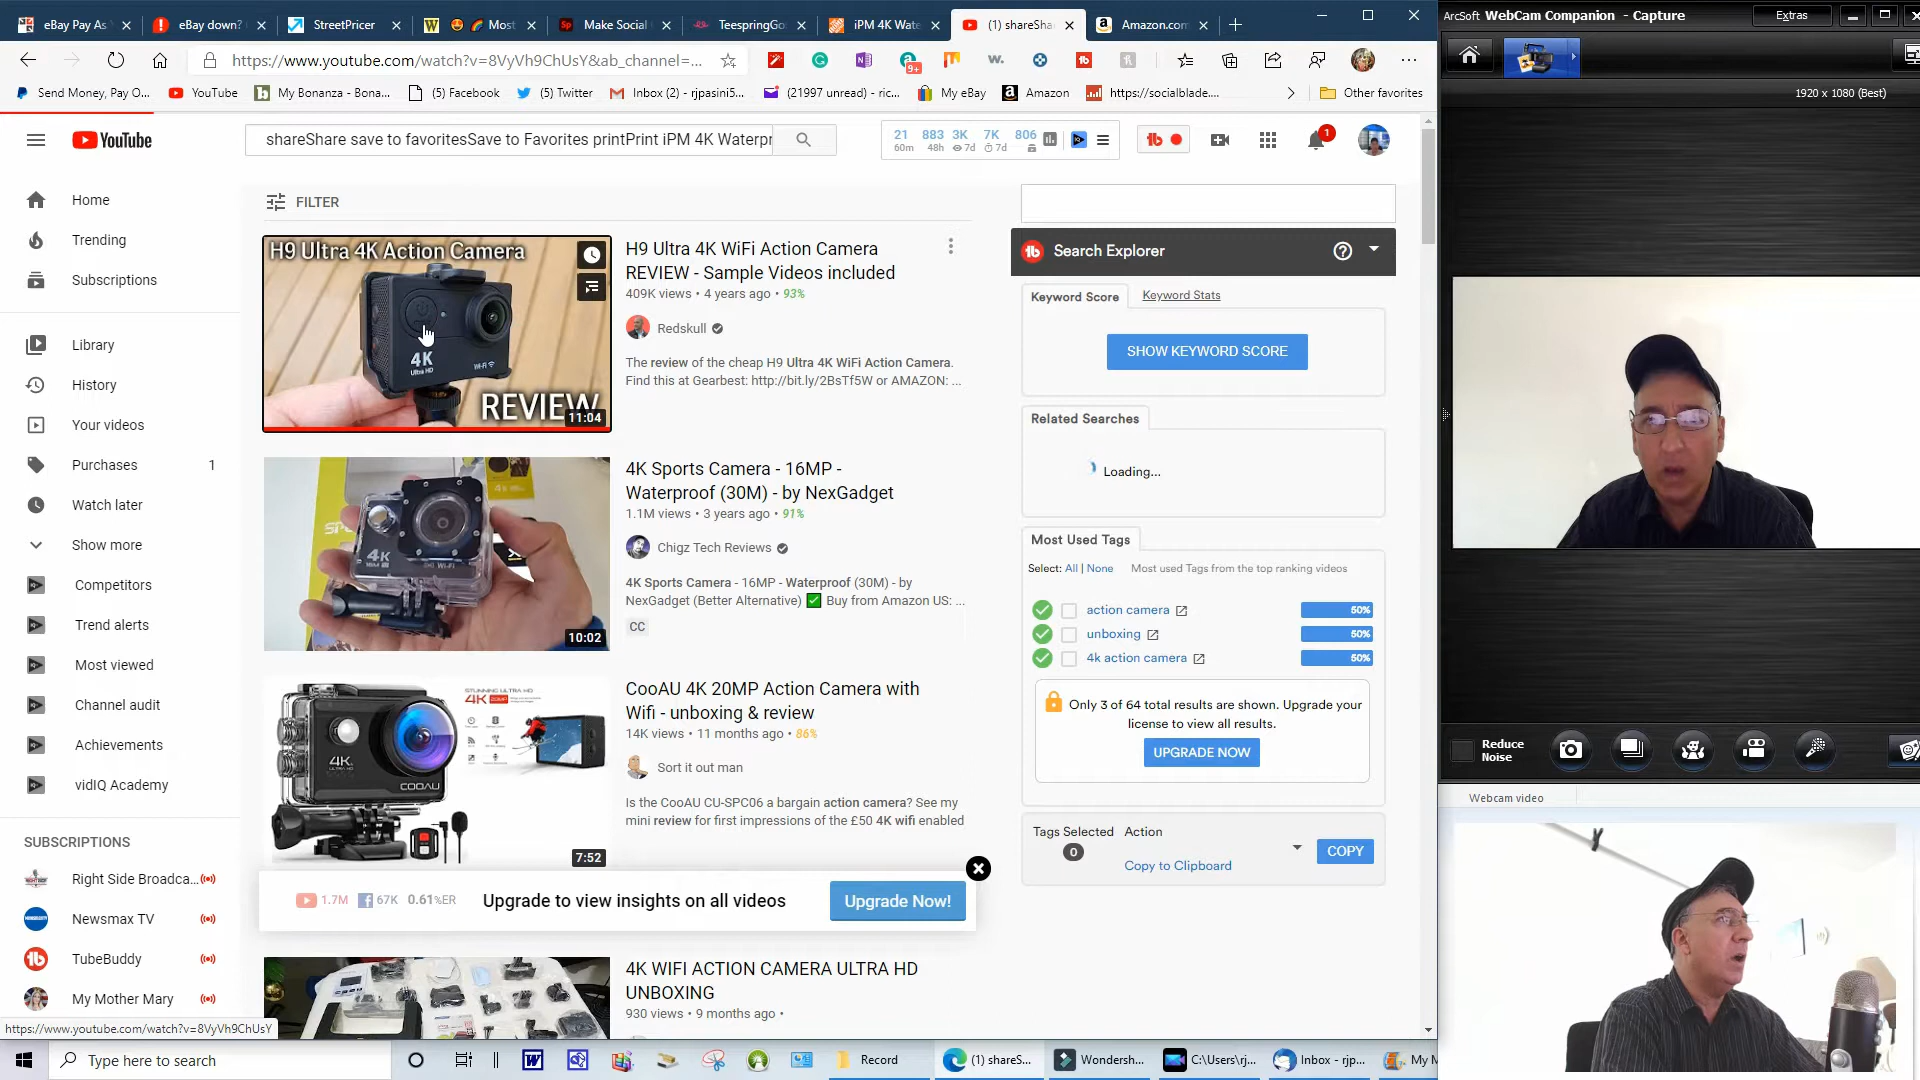 eBay Pay As
eBay down?
StreetPricer
Most
Make Social
TeespringGo
iPM 4K Wate
(1) shareSha
Amazon.com
https://www.youtube.com/watch?v=8VyVh9ChUsY&ab_channel=...
9+
Send Money, Pay O...
YouTube
My Bonanza - Bona...
(5) Facebook
(5) Twitter
Inbox (2) - rjpasini5...
(21997 unread) - ric...
My eBay
Amazon
https://socialblade....
Other favorites
YouTube
shareShare save to favoritesSave to Favorites printPrint iPM 4K Waterp
21 883 3K 7K 806
60m 48h 7d 7d
1
Home
Trending
Subscriptions
Library
History
Your videos
Purchases 1
Watch later
Show more
Competitors
Trend alerts
Most viewed
Channel audit
Achievements
vidIQ Academy
SUBSCRIPTIONS
Right Side Broadca...
Newsmax TV
TubeBuddy
My Mother Mary
https://www.youtube.com/watch?v=8VyVh9ChUsY
FILTER
H9 Ultra 4K Action Camera
4K
Ultra HD
Wi-Fi
REVIEW
11:04
H9 Ultra 4K WiFi Action Camera
REVIEW - Sample Videos included
409K views • 4 years ago • 93%
Redskull
The review of the cheap H9 Ultra 4K WiFi Action Camera.
Find this at Gearbest: http://bit.ly/2BsTf5W or AMAZON: ...
4K
10:02
4K Sports Camera - 16MP -
Waterproof (30M) - by NexGadget
1.1M views • 3 years ago • 91%
Chigz Tech Reviews
4K Sports Camera - 16MP - Waterproof (30M) - by
NexGadget (Better Alternative) Buy from Amazon US: ...
CC
STUNNING ULTRA HD
4K 20MP
4K
COOAU
7:52
CooAU 4K 20MP Action Camera with
Wifi - unboxing & review
14K views • 11 months ago • 86%
Sort it out man
Is the CooAU CU-SPC06 a bargain action camera? See my
mini review for first impressions of the £50 4K wifi enabled
1.7M 67K 0.61%ER
Upgrade to view insights on all videos
Upgrade Now!
4K WIFI ACTION CAMERA ULTRA HD
UNBOXING
930 views • 9 months ago •
Search Explorer
Keyword Score
Keyword Stats
SHOW KEYWORD SCORE
Related Searches
Loading...
Most Used Tags
Select: All | None Most used Tags from the top ranking videos
action camera 50%
unboxing 50%
4k action camera 50%
Only 3 of 64 total results are shown. Upgrade your
license to view all results.
UPGRADE NOW
Tags Selected Action
0
Copy to Clipboard
COPY
ArcSoft WebCam Companion - Capture
Extras
1920 x 1080 (Best)
Reduce
Noise
Webcam video
Type here to search
Record
(1) shareS...
Wondersh...
C:\Users\rj...
Inbox - rjp...
My M